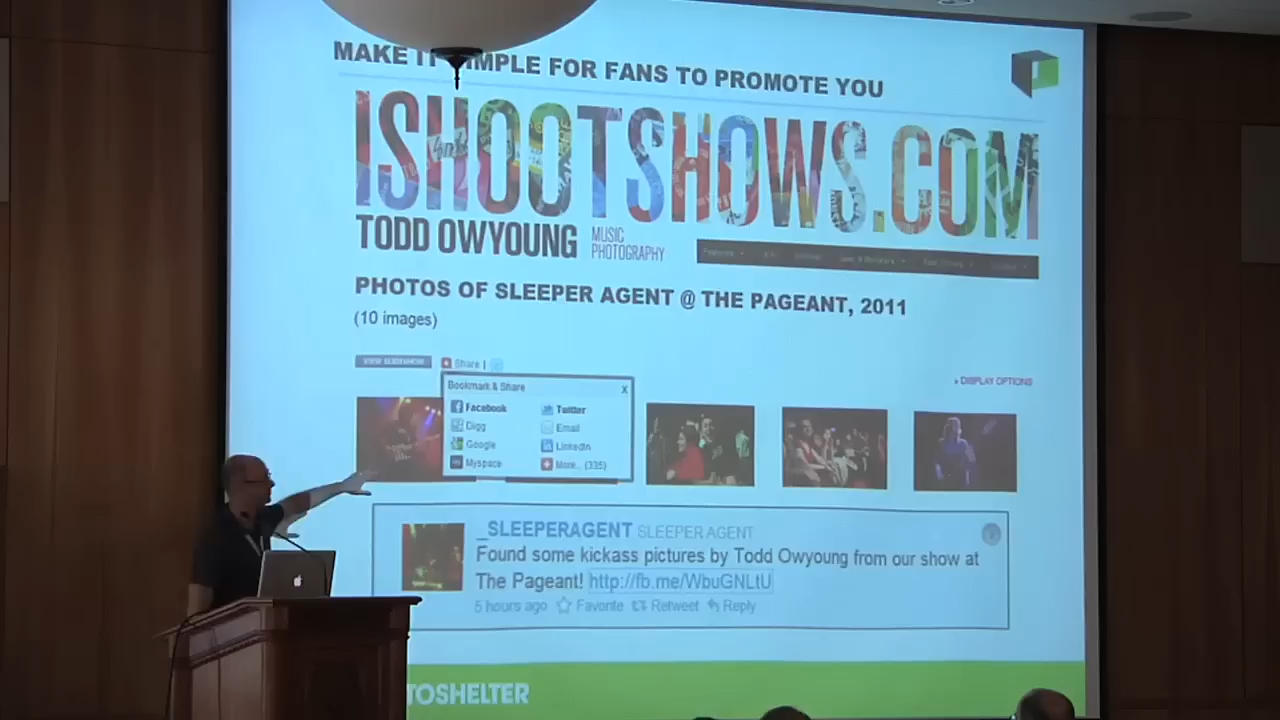 MAKE IT SIMPLE FOR FANS TO PROMOTE YOU
ISHOOTSHOWS.COM
TODD OWYOUNG MUSIC PHOTOGRAPHY
PHOTOS OF SLEEPER AGENT @ THE PAGEANT, 2011
(10 images)
VIEW SLIDESHOW Share |
DISPLAY OPTIONS
Bookmark & Share X
Facebook Twitter
Digg Email
Google LinkedIn
Myspace More... (335)
_SLEEPERAGENT SLEEPER AGENT
Found some kickass pictures by Todd Owyoung from our show at
The Pageant! http://fb.me/WbuGNLtU
5 hours ago Favorite Retweet Reply
TOSHELTER